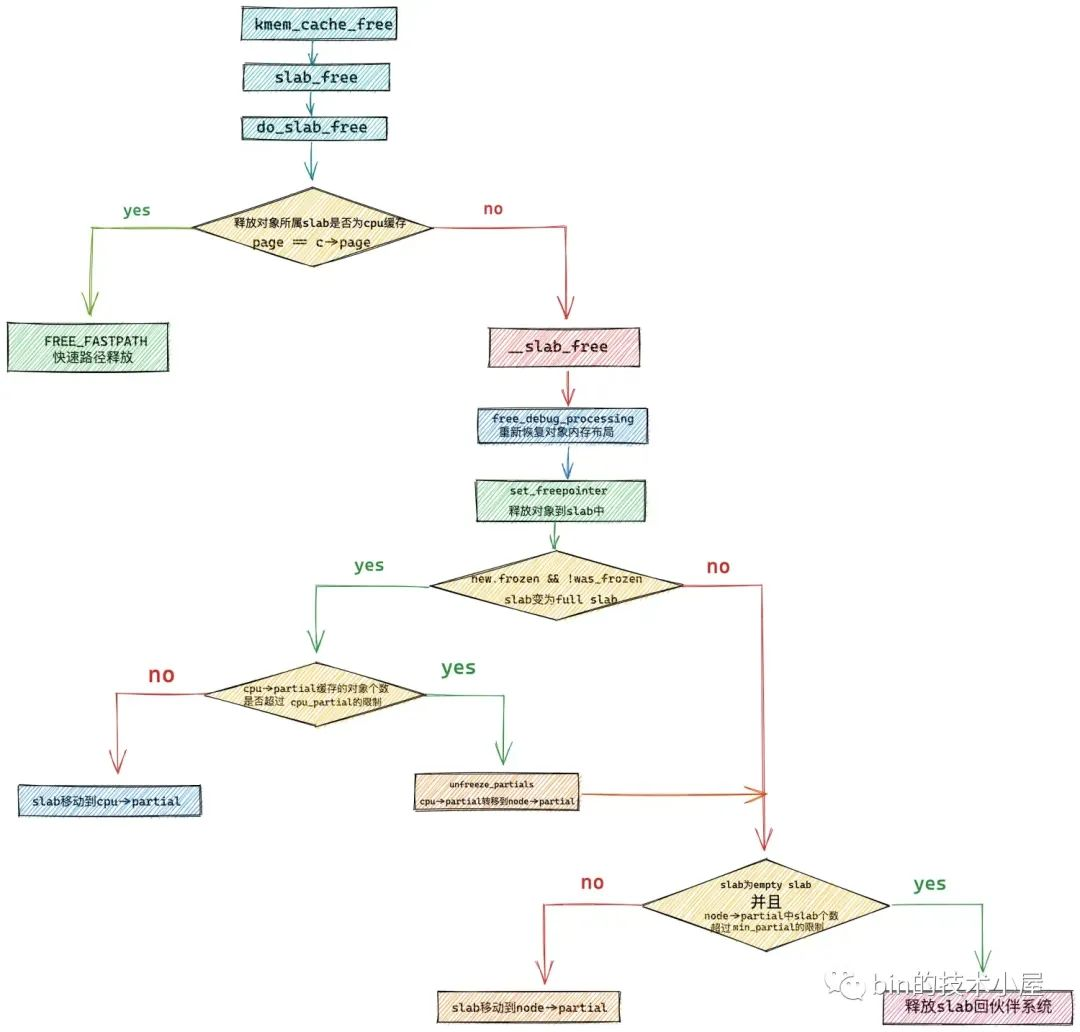 kmem_cache_free
slab_free
do_slab_free
yes
no
释放对象所属slab是否为cpu缓存
page == c->page
FREE_FASTPATH
快速路径释放
__slab_free
free_debug_processing
重新恢复对象内存布局
set_freepointer
释放对象到slab中
yes
no
new.frozen && !was_frozen
slab变为full slab
no
yes
cpu->partial缓存的对象个数
是否超过 cpu_partial的限制
slab移动到cpu->partial
unfreeze_partials
cpu->partial转移到node->partial
no
yes
slab为empty slab
并且
node->partial中slab个数
超过min_partial的限制
slab移动到node->partial
bin的技术小屋
释放slab回伙伴系统